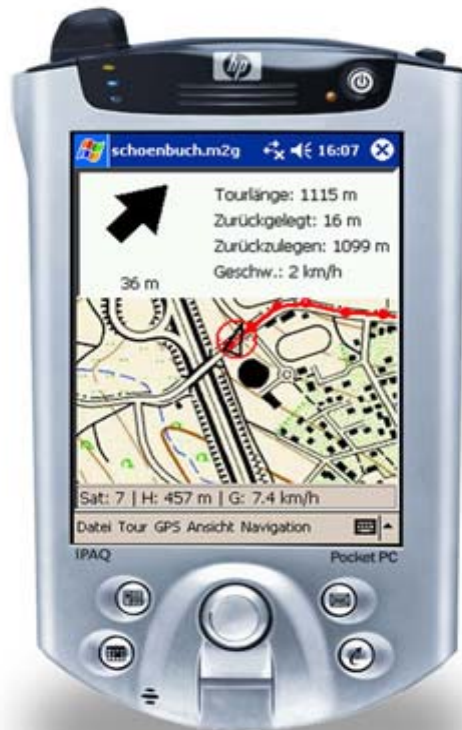 hp
schoenbuch.m2g 16:07
Tourlänge: 1115 m
Zurückgelegt: 16 m
Zurückzulegen: 1099 m
Geschw.: 2 km/h
36 m
Sat: 7 | H: 457 m | G: 7.4 km/h
Datei Tour GPS Ansicht Navigation
iPAQ Pocket PC